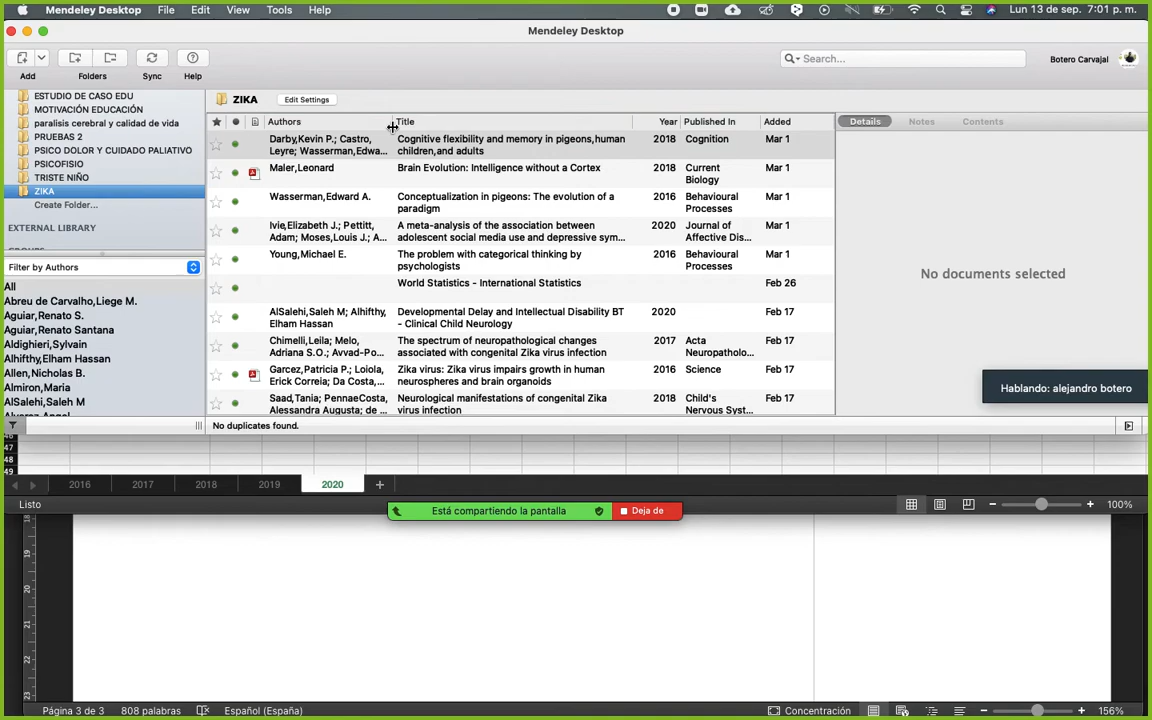 Mendeley Desktop File Edit View Tools Help Lun 13 de sep. 7:01 p. m.
Mendeley Desktop
Search...
Botero Carvajal
Add Folders Sync Help
ESTUDIO DE CASO EDU
MOTIVACIÓN EDUCACIÓN
paralisis cerebral y calidad de vida
PRUEBAS 2
PSICO DOLOR Y CUIDADO PALIATIVO
PSICOFISIO
TRISTE NIÑO
ZIKA
Create Folder...
EXTERNAL LIBRARY
GROUPS
Filter by Authors
All
Abreu de Carvalho,Liege M.
Aguiar,Renato S.
Aguiar,Renato Santana
Aldighieri,Sylvain
Alhifthy,Elham Hassan
Allen,Nicholas B.
Almiron,Maria
AlSalehi,Saleh M
Alvarez,Angel
ZIKA Edit Settings
Authors Title Year Published In Added
Darby,Kevin P.; Castro, Cognitive flexibility and memory in pigeons,human 2018 Cognition Mar 1
Leyre; Wasserman,Edwa... children,and adults
Maler,Leonard Brain Evolution: Intelligence without a Cortex 2018 Current Mar 1
Biology
Wasserman,Edward A. Conceptualization in pigeons: The evolution of a 2016 Behavioural Mar 1
paradigm Processes
Ivie,Elizabeth J.; Pettitt, A meta-analysis of the association between 2020 Journal of Mar 1
Adam; Moses,Louis J.; A... adolescent social media use and depressive sym... Affective Dis...
Young,Michael E. The problem with categorical thinking by 2016 Behavioural Mar 1
psychologists Processes
World Statistics - International Statistics Feb 26
AlSalehi,Saleh M; Alhifthy, Developmental Delay and Intellectual Disability BT 2020 Feb 17
Elham Hassan - Clinical Child Neurology
Chimelli,Leila; Melo, The spectrum of neuropathological changes 2017 Acta Feb 17
Adriana S.O.; Avvad-Po... associated with congenital Zika virus infection Neuropatholo...
Garcez,Patricia P.; Loiola, Zika virus: Zika virus impairs growth in human 2016 Science Feb 17
Erick Correia; Da Costa,... neurospheres and brain organoids
Saad,Tania; PennaeCosta, Neurological manifestations of congenital Zika 2018 Child's Feb 17
Alessandra Augusta; de ... virus infection Nervous Syst...
Details Notes Contents
No documents selected
Hablando: alejandro botero
No duplicates found.
47
48
49
2016 2017 2018 2019 2020 +
Listo 100%
Está compartiendo la pantalla Deja de
18
19
20
21
22
23
Página 3 de 3 808 palabras Español (España) Concentración 156%